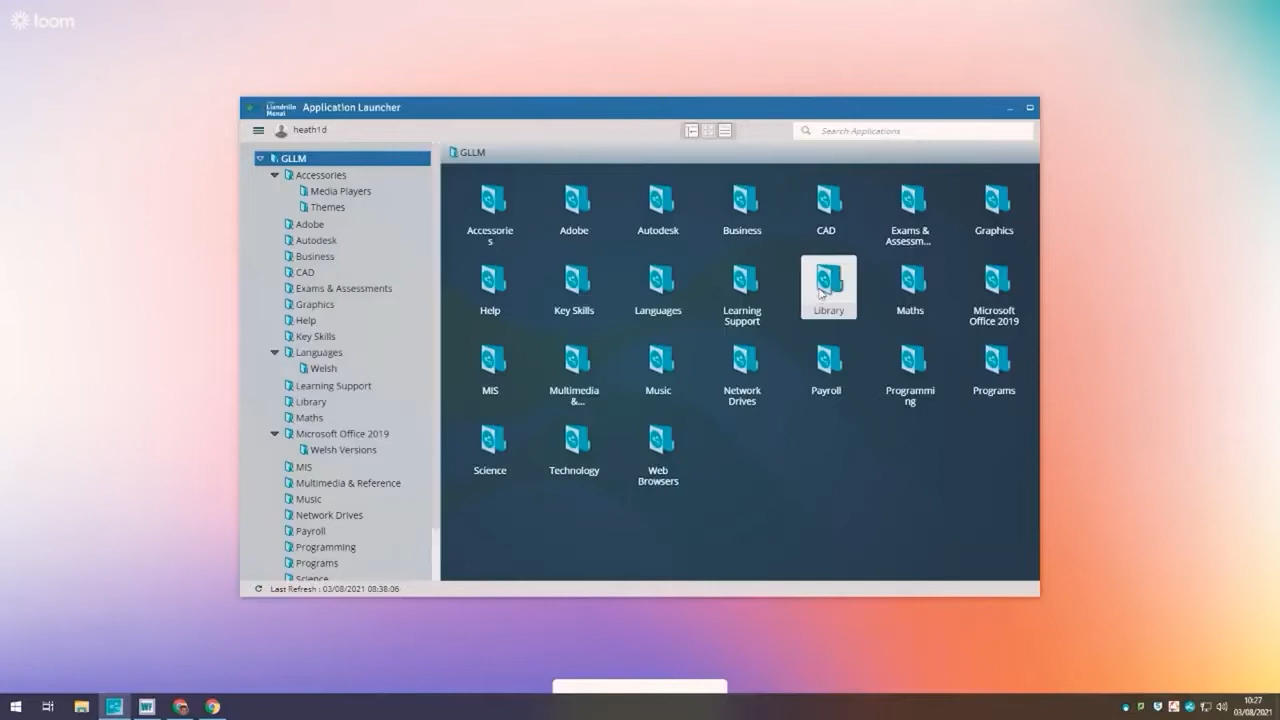 loom
Llandrillo
Menai
Application Launcher
heath1d
Search Applications
GLLM
Accessories
Media Players
Themes
Adobe
Autodesk
Business
CAD
Exams & Assessments
Graphics
Help
Key Skills
Languages
Welsh
Learning Support
Library
Maths
Microsoft Office 2019
Welsh Versions
MIS
Multimedia & Reference
Music
Network Drives
Payroll
Programming
Programs
Science
GLLM
Accessorie
s
Adobe
Autodesk
Business
CAD
Exams &
Assessm...
Graphics
Help
Key Skills
Languages
Learning
Support
Library
Maths
Microsoft
Office 2019
MIS
Multimedia
&...
Music
Network
Drives
Payroll
Programmi
ng
Programs
Science
Technology
Web
Browsers
Last Refresh : 03/08/2021 08:38:06
WF
10:27
03/08/2021